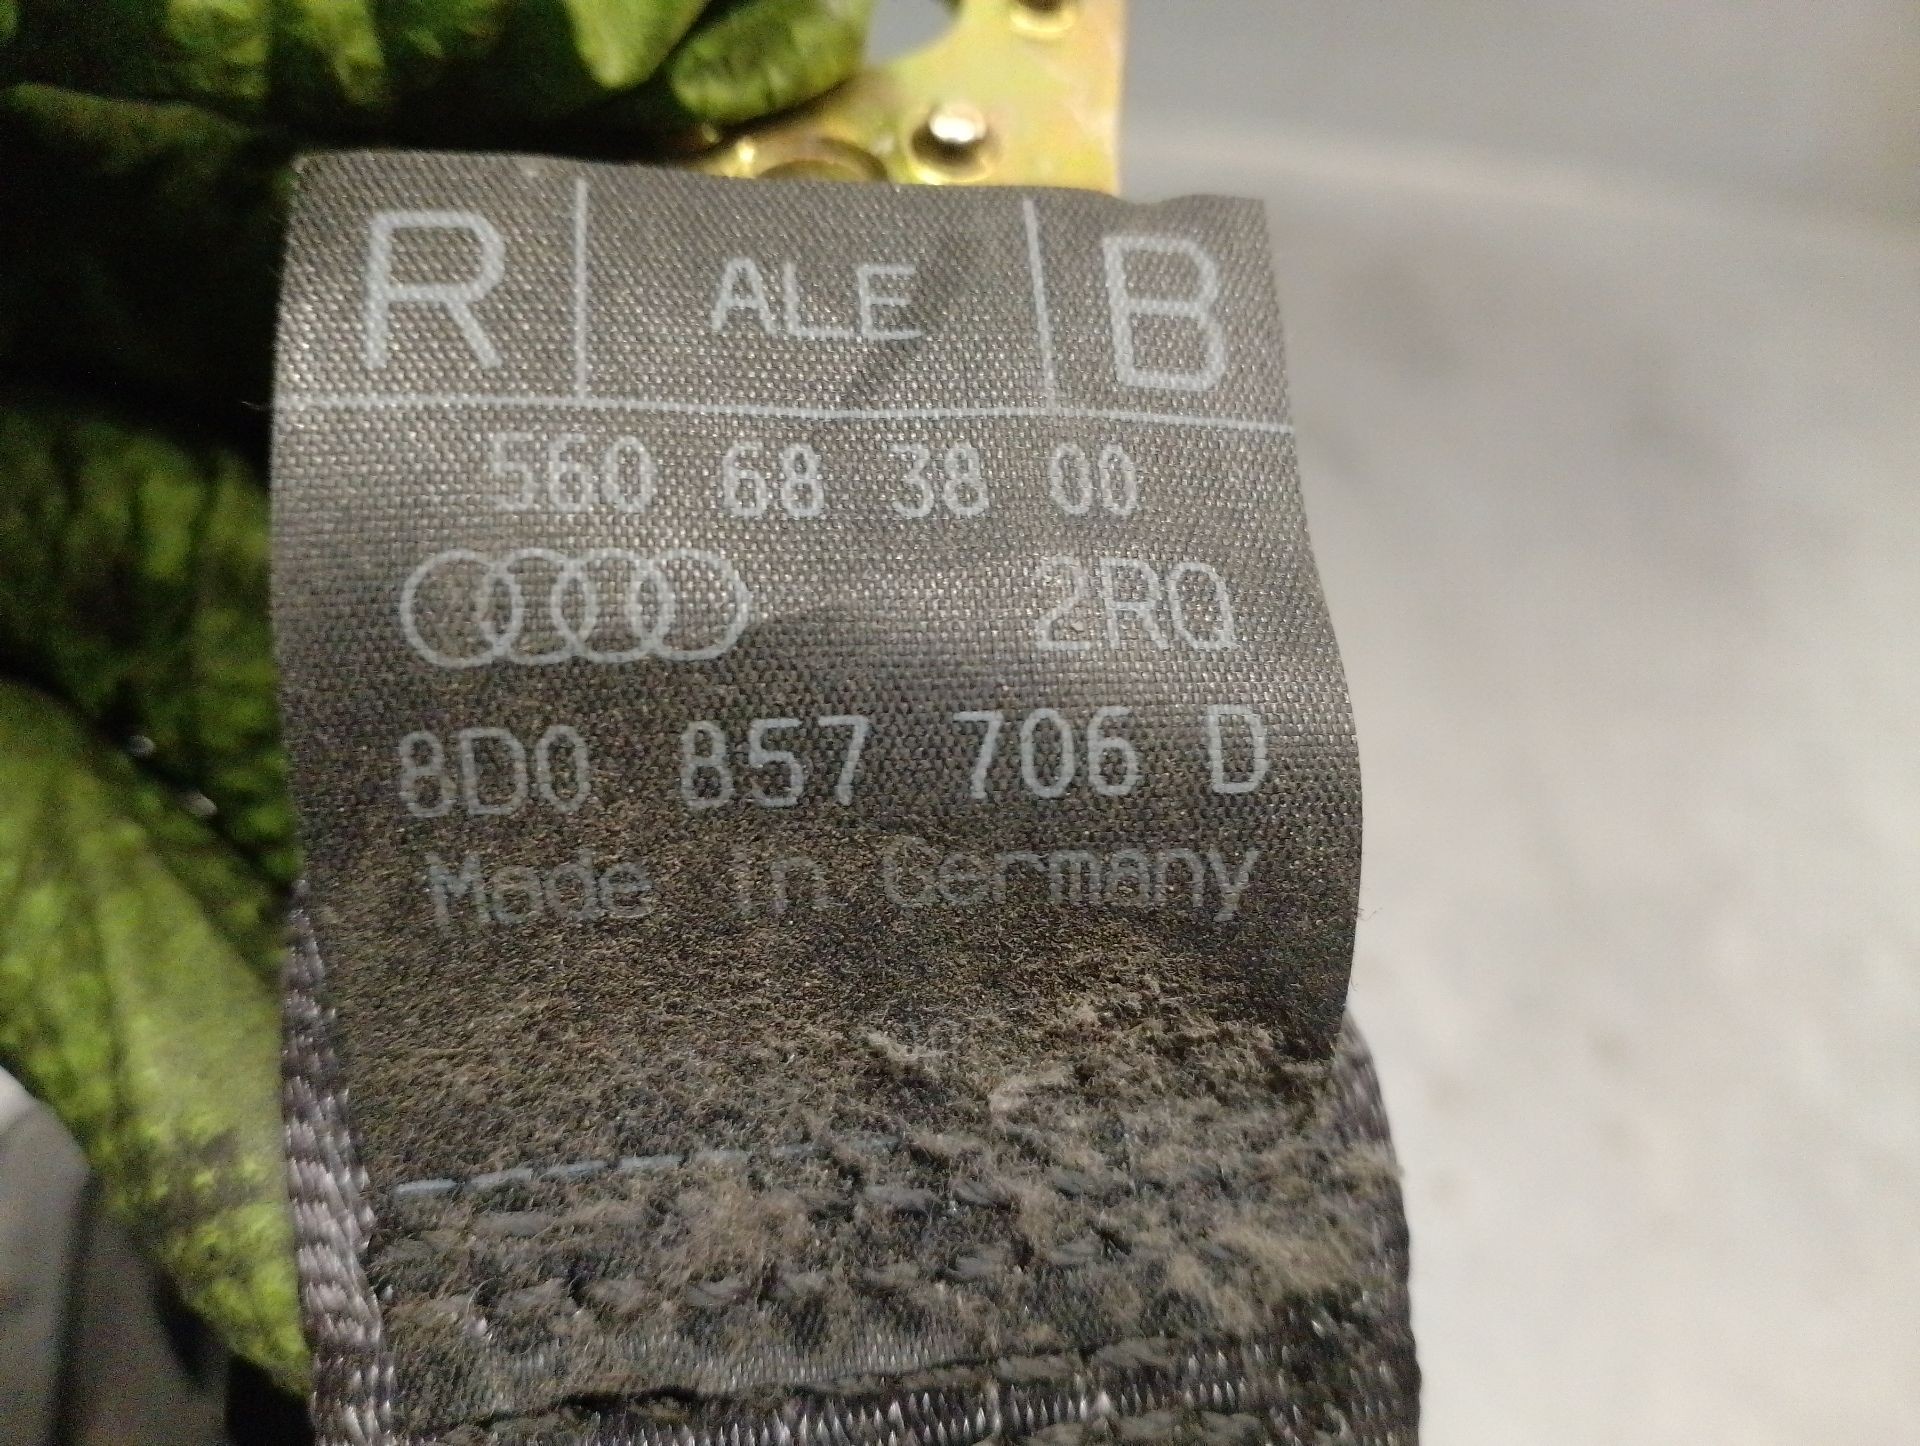 R ALE B
560 68 38 00
2RQ
8D0 857 706 D
Made in Germany